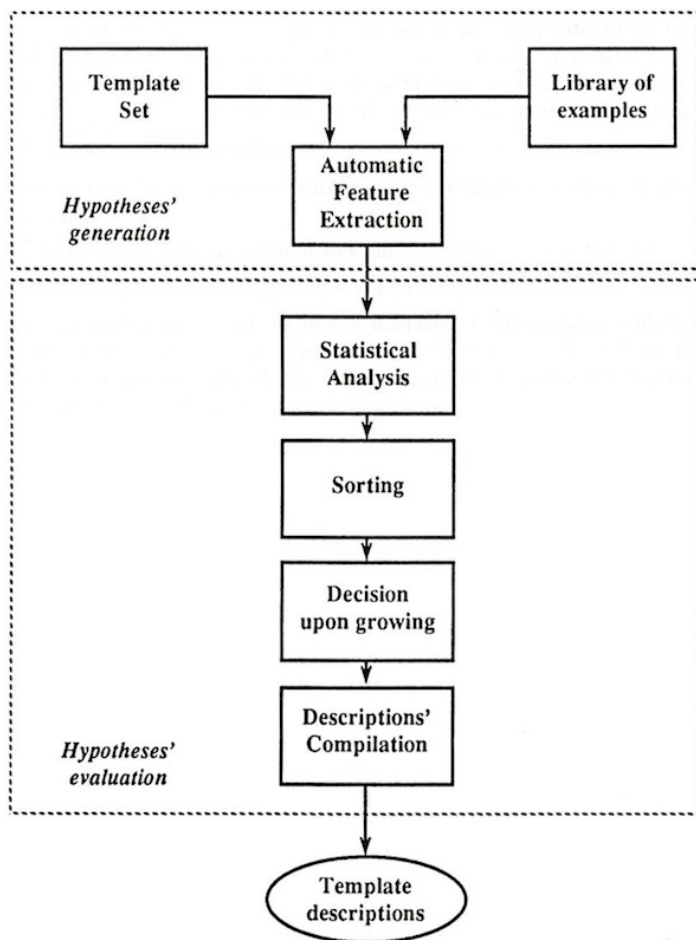 Template
Set
Library of
examples
Automatic
Feature
Extraction
Hypotheses'
generation
Statistical
Analysis
Sorting
Decision
upon growing
Descriptions'
Compilation
Hypotheses'
evaluation
Template
descriptions